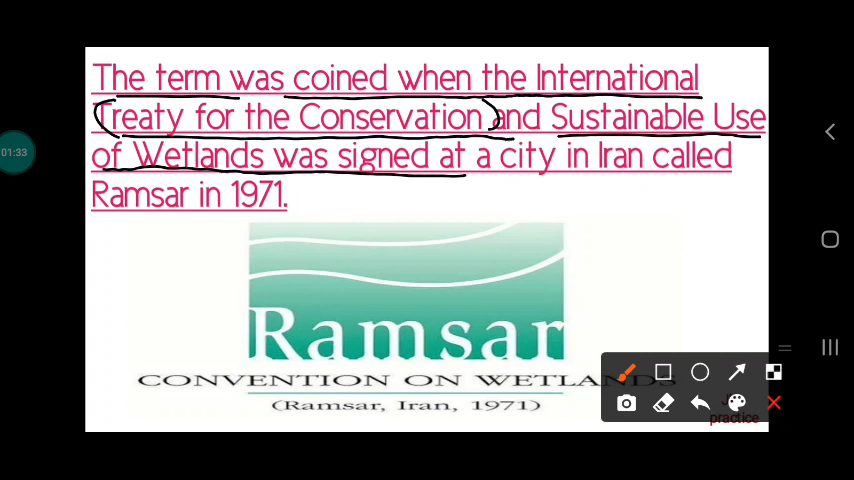 The term was coined when the International
Treaty for the Conservation and Sustainable Use
of Wetlands was signed at a city in Iran called
Ramsar in 1971.
01:33
Ramsar
CONVENTION ON WETLANDS
(Ramsar, Iran, 1971)
practice